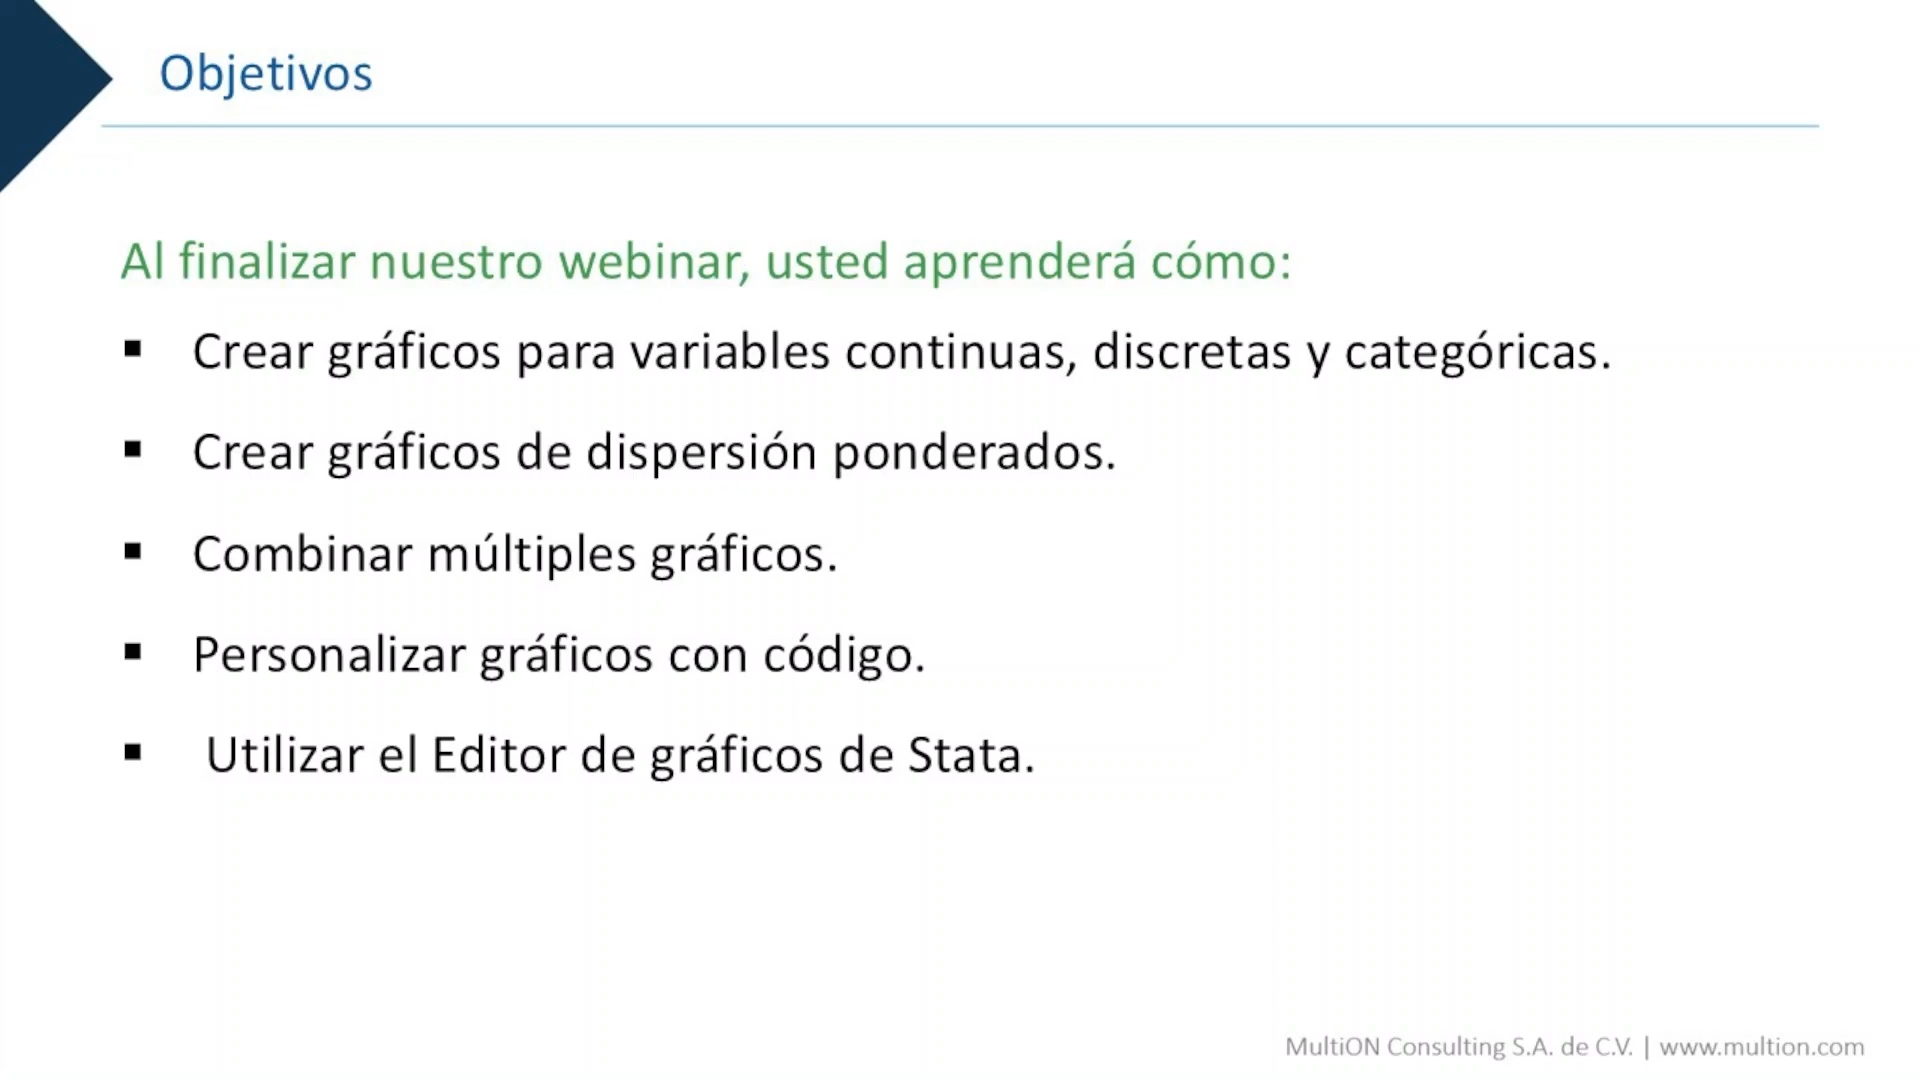 Objetivos
Al finalizar nuestro webinar, usted aprenderá cómo:
▪ Crear gráficos para variables continuas, discretas y categóricas.
▪ Crear gráficos de dispersión ponderados.
▪ Combinar múltiples gráficos.
▪ Personalizar gráficos con código.
▪ Utilizar el Editor de gráficos de Stata.
MultiON Consulting S.A. de C.V. | www.multion.com